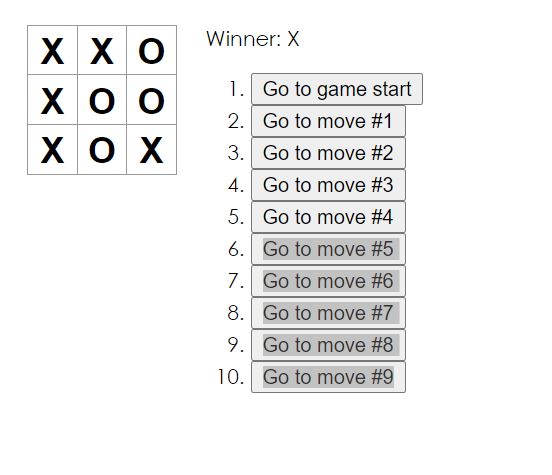 X X O
X O O
X O X
Winner: X
1. Go to game start
2. Go to move #1
3. Go to move #2
4. Go to move #3
5. Go to move #4
6. Go to move #5
7. Go to move #6
8. Go to move #7
9. Go to move #8
10. Go to move #9